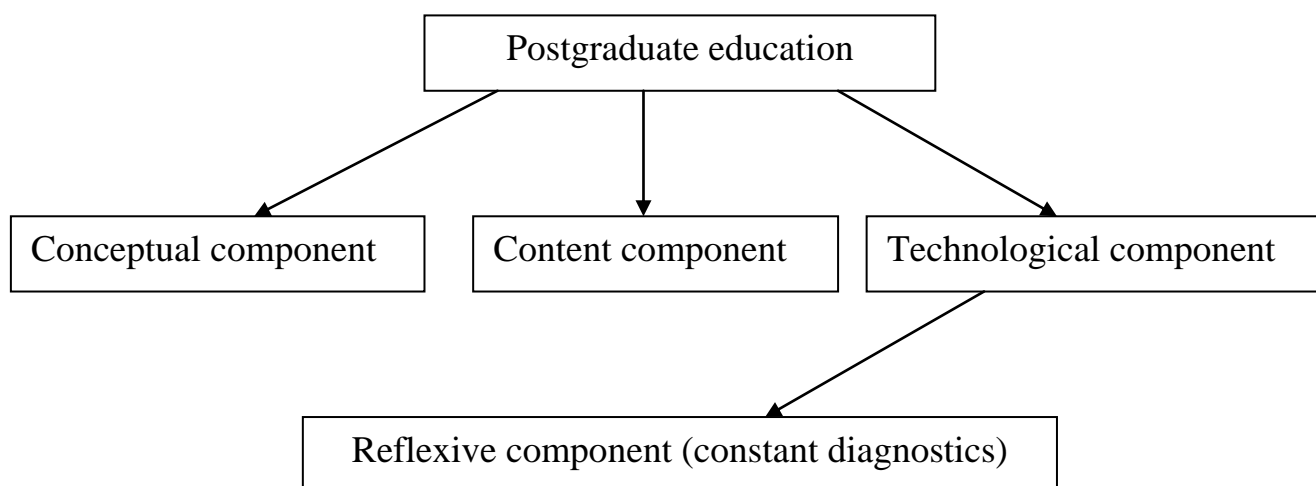 Postgraduate education
Conceptual component
Content component
Technological component
Reflexive component (constant diagnostics)